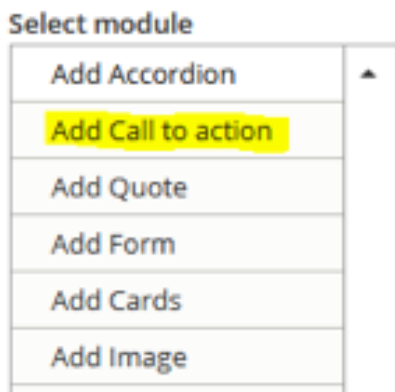 Select module
Add Accordion
Add Call to action
Add Quote
Add Form
Add Cards
Add Image